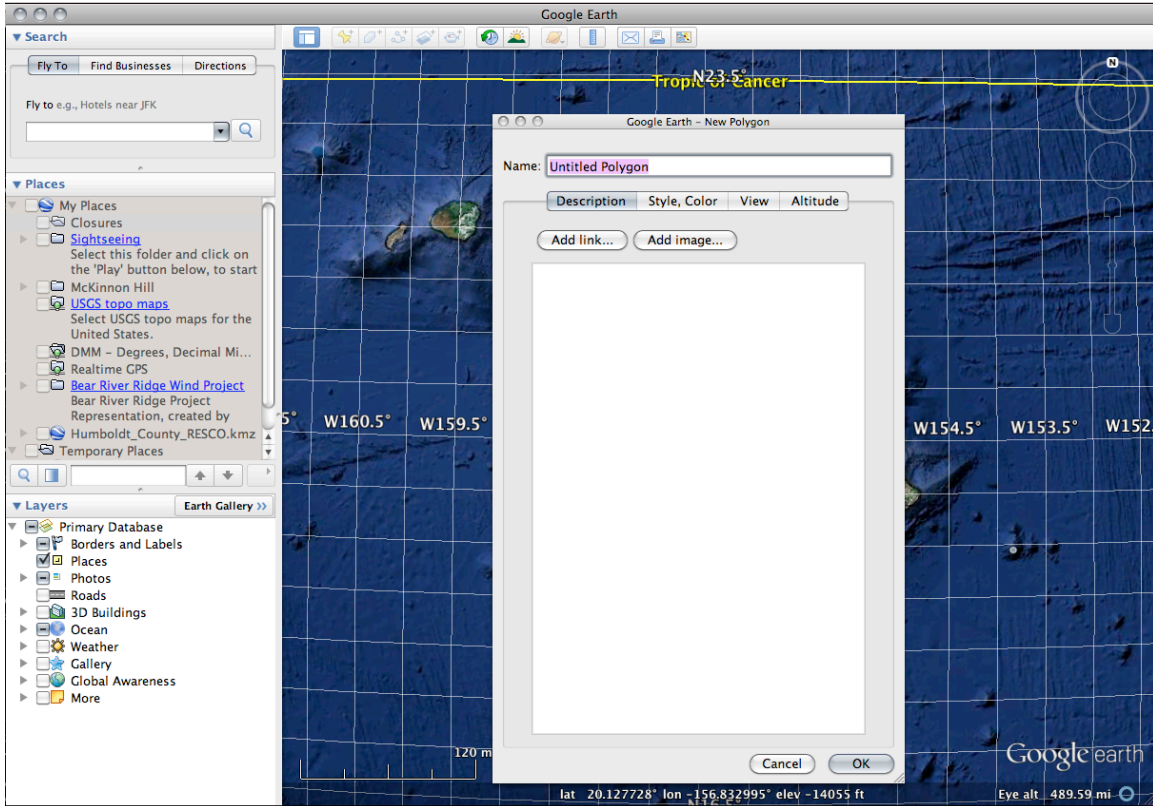 Google Earth
Search
Fly To Find Businesses Directions
Fly to e.g., Hotels near JFK
Places
My Places
Closures
Sightseeing
Select this folder and click on
the 'Play' button below, to start
McKinnon Hill
USGS topo maps
Select USGS topo maps for the
United States.
DMM – Degrees, Decimal Mi...
Realtime GPS
Bear River Ridge Wind Project
Bear River Ridge Project
Representation, created by
Humboldt_County_RESCO.kmz
Temporary Places
Layers Earth Gallery >>
Primary Database
Borders and Labels
Places
Photos
Roads
3D Buildings
Ocean
Weather
Gallery
Global Awareness
More
Tropic of Cancer
N23.5°
N
Google Earth – New Polygon
Name: Untitled Polygon
Description Style, Color View Altitude
Add link... Add image...
Cancel OK
5° W160.5° W159.5° W154.5° W153.5° W152.
120 m
Google earth
lat 20.127728° lon -156.832995° elev -14055 ft Eye alt 489.59 mi